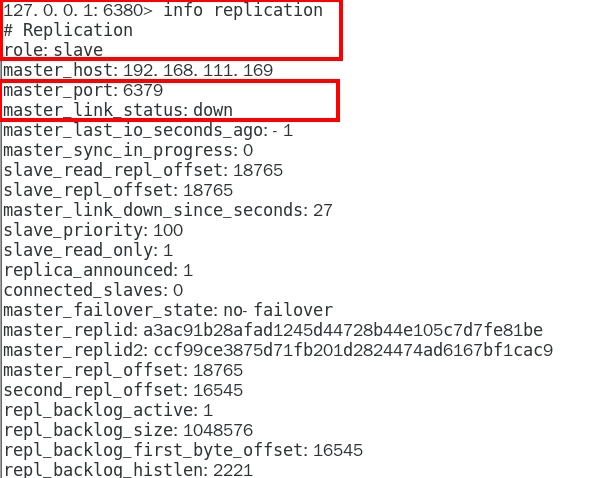 127.0.0.1:6380> info replication
# Replication
role:slave
master_host:192.168.111.169
master_port:6379
master_link_status:down
master_last_io_seconds_ago:-1
master_sync_in_progress:0
slave_read_repl_offset:18765
slave_repl_offset:18765
master_link_down_since_seconds:27
slave_priority:100
slave_read_only:1
replica_announced:1
connected_slaves:0
master_failover_state:no-failover
master_replid:a3ac91b28afad1245d44728b44e105c7d7fe81be
master_replid2:ccf99ce3875d71fb201d2824474ad6167bf1cac9
master_repl_offset:18765
second_repl_offset:16545
repl_backlog_active:1
repl_backlog_size:1048576
repl_backlog_first_byte_offset:16545
repl_backlog_histlen:2221